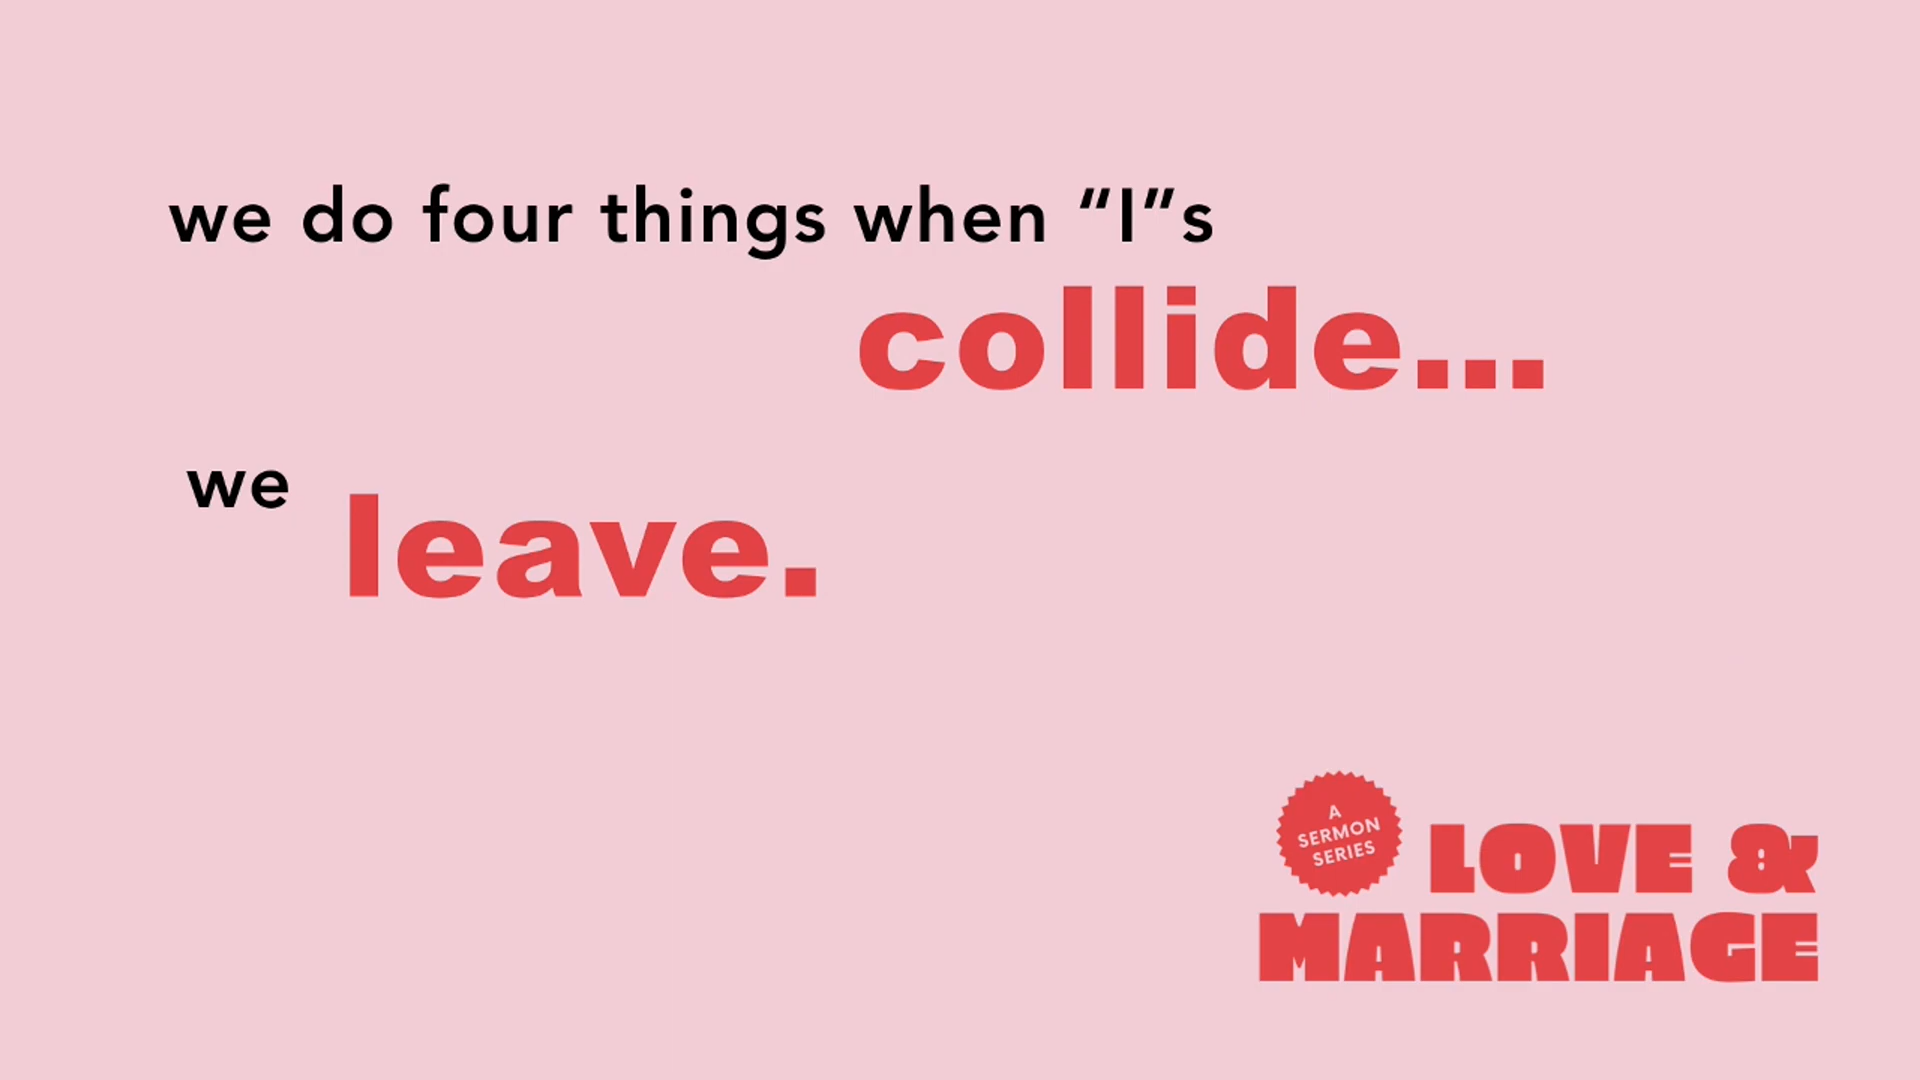 we do four things when “I”s
collide...
we leave.
A
SERMON
SERIES
LOVE &
MARRIAGE